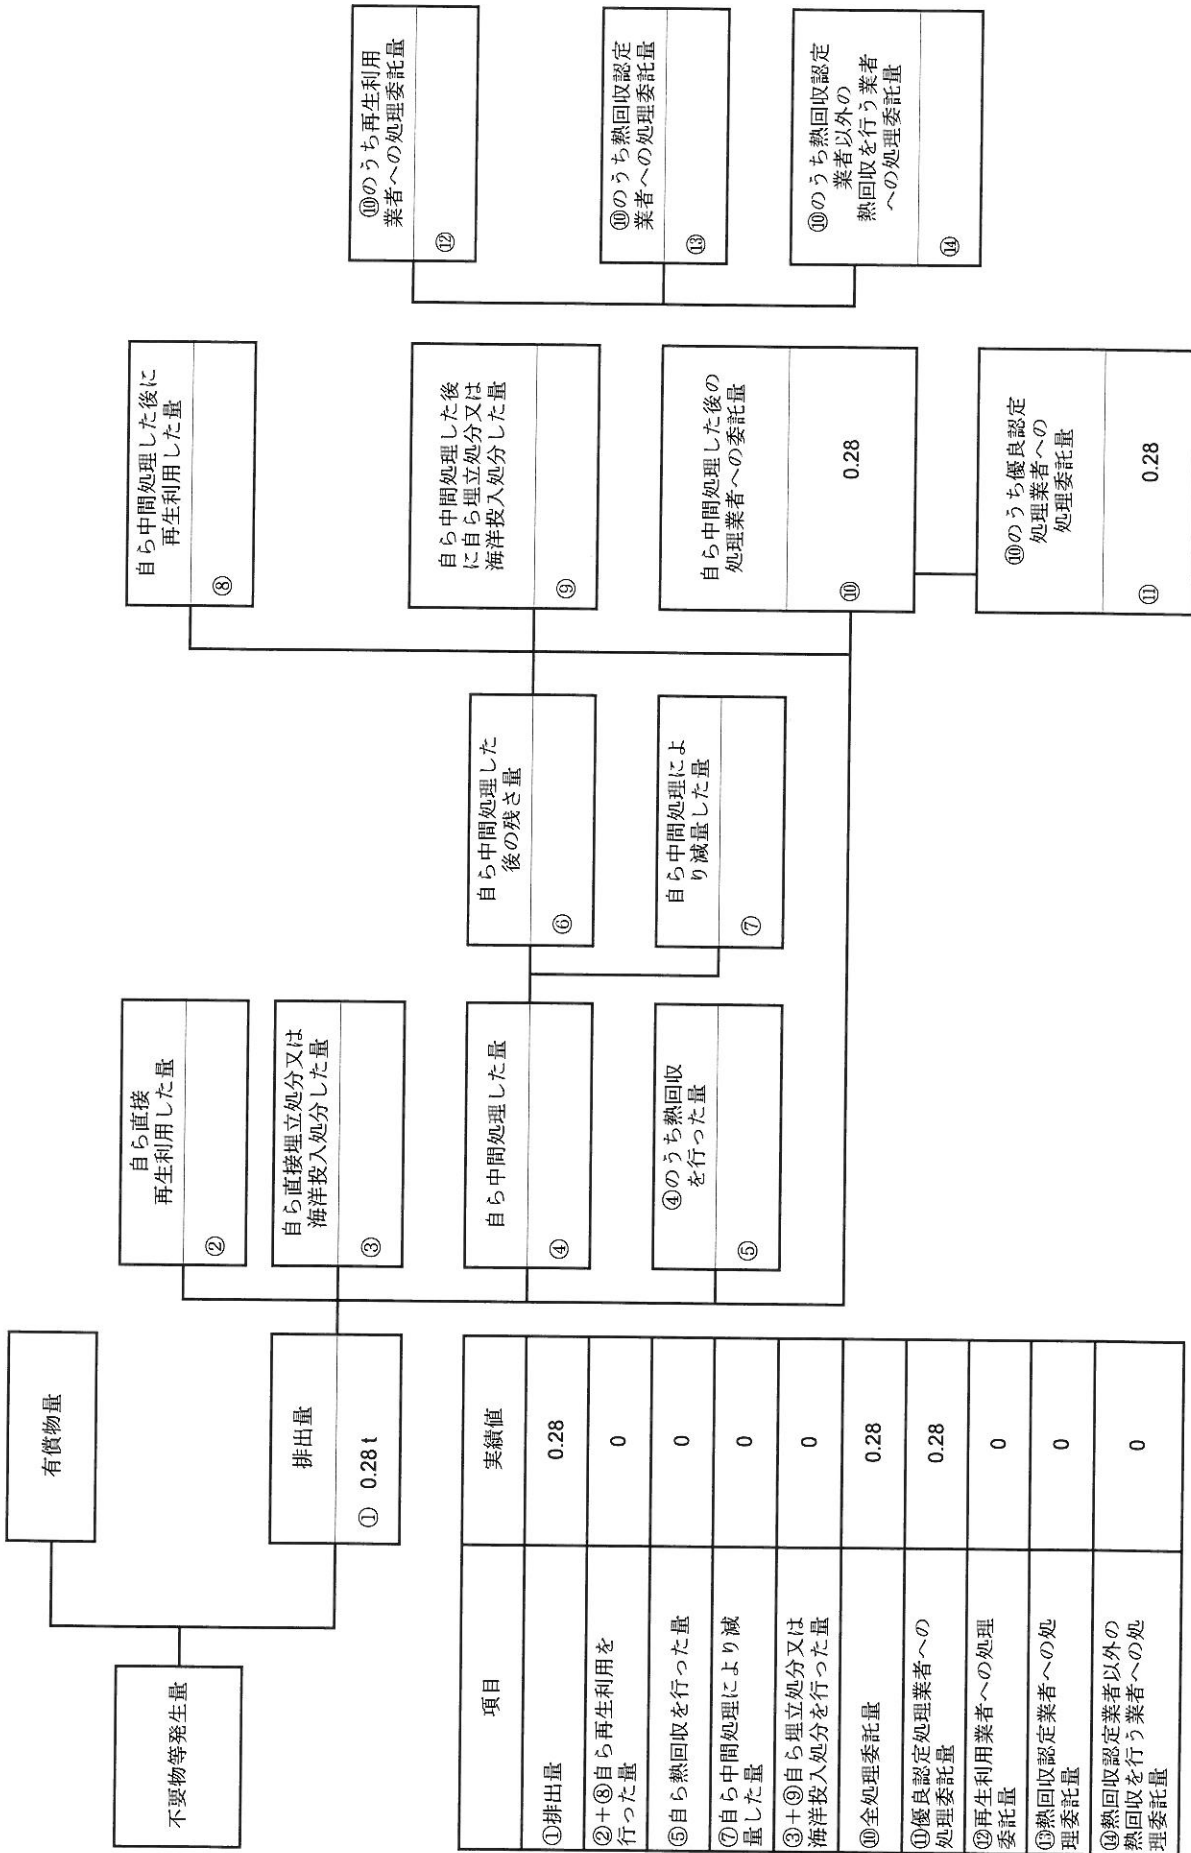 不要物等発生量
有償物量
排出量
① 0.28 t
自ら直接
再生利用した量
②
自ら直接埋立処分又は
海洋投入処分した量
③
自ら中間処理した量
④
④のうち熱回収
を行った量
⑤
自ら中間処理した
後の残さ量
⑥
自ら中間処理によ
り減量した量
⑦
自ら中間処理した後に
再生利用した量
⑧
自ら中間処理した後
に自ら埋立処分又は
海洋投入処分した量
⑨
自ら中間処理した後の
処理業者への委託量
⑩ 0.28
⑩のうち優良認定
処理業者への
処理委託量
⑪ 0.28
⑩のうち再生利用
業者への処理委託量
⑫
⑩のうち熱回収認定
業者への処理委託量
⑬
⑩のうち熱回収認定
業者以外の
熱回収を行う業者
への処理委託量
⑭
項目 実績値
①排出量 0.28
②+⑧自ら再生利用を
行った量 0
⑤自ら熱回収を行った量 0
⑦自ら中間処理により減
量した量 0
③+⑨自ら埋立処分又は
海洋投入処分を行った量 0
⑩全処理委託量 0.28
⑪優良認定処理業者への
処理委託量 0.28
⑫再生利用業者への処理
委託量 0
⑬熱回収認定業者への処
理委託量 0
⑭熱回収認定業者以外の
熱回収を行う業者への処
理委託量 0